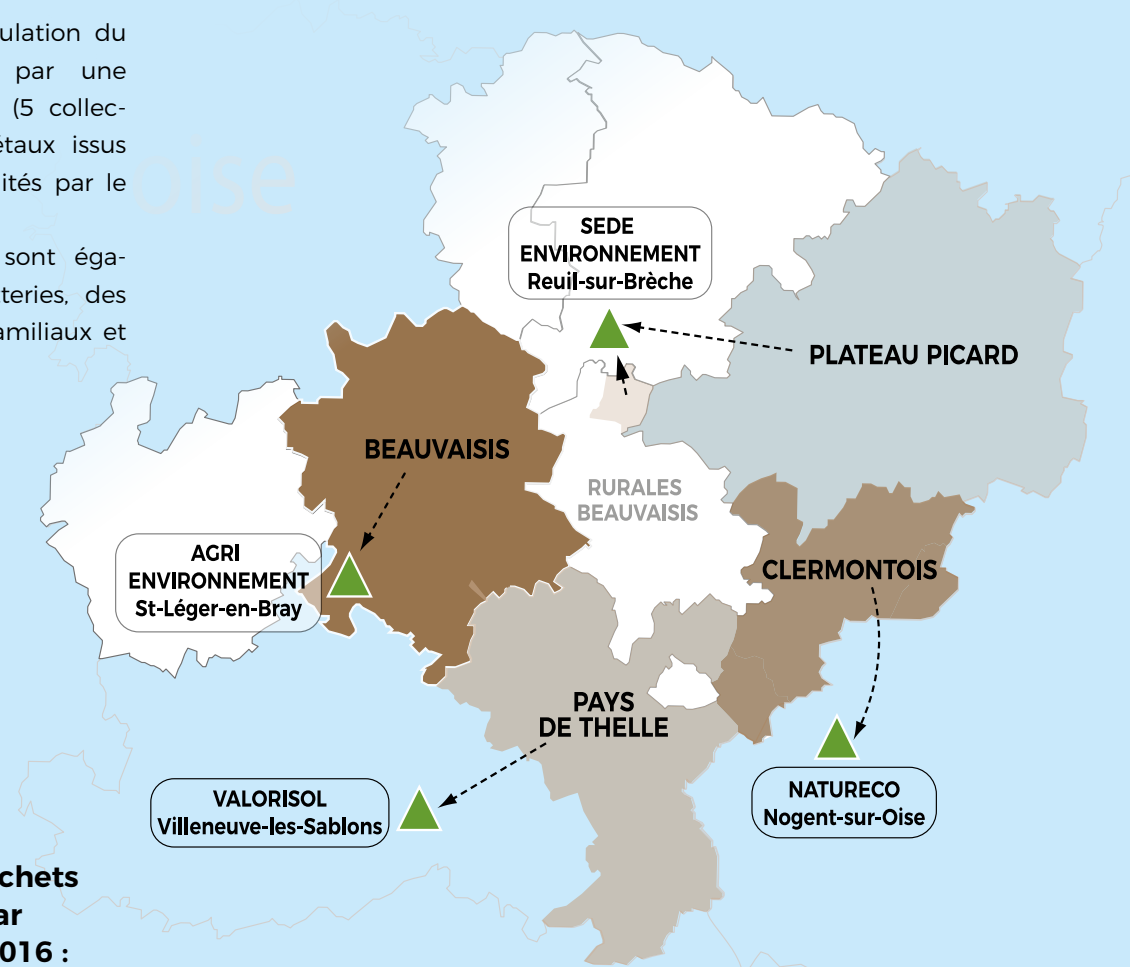 ulation du
par une
(5 collec-
étaux issus
ités par le
sont éga-
teries, des
amiliaux et
oise
SEDE
ENVIRONNEMENT
Reuil-sur-Brèche
PLATEAU PICARD
BEAUVAISIS
RURALES
BEAUVAISIS
AGRI
ENVIRONNEMENT
St-Léger-en-Bray
CLERMONTOIS
PAYS
DE THELLE
VALORISOL
Villeneuve-les-Sablons
NATURECO
Nogent-sur-Oise
chets
ar
016 :